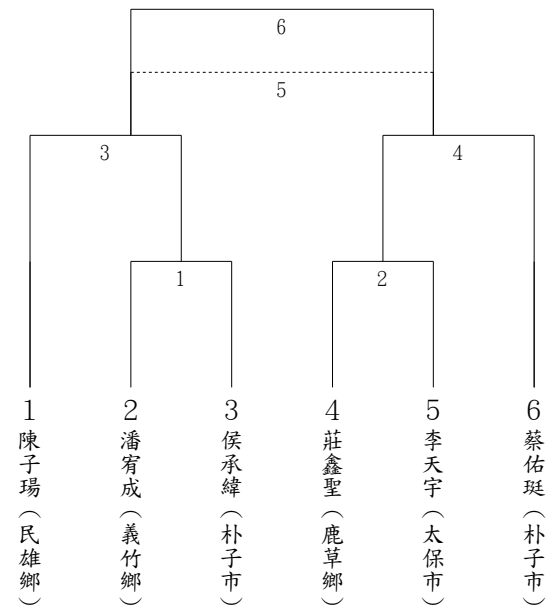 6
5
3
4
1
2
1 陳子瑒（民雄鄉）
2 潘宥成（義竹鄉）
3 侯承緯（朴子市）
4 莊鑫聖（鹿草鄉）
5 李天宇（太保市）
6 蔡佑珽（朴子市）